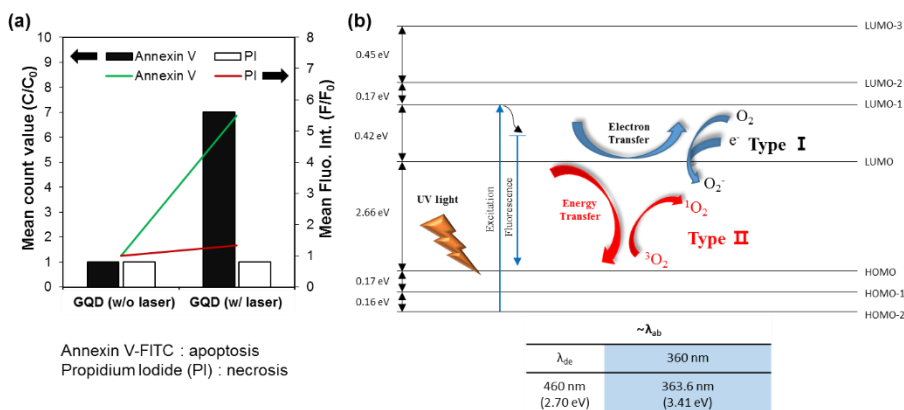 (a)
Mean count value (C/C₀)
10
9
8
7
6
5
4
3
2
1
0
Annexin V PI
Annexin V PI
8
7
6
5
4
3
2
1
0
Mean Fluo. Int. (F/F₀)
GQD (w/o laser) GQD (w/ laser)
Annexin V-FITC : apoptosis
Propidium Iodide (PI) : necrosis
(b)
LUMO-3
0.45 eV
LUMO-2
0.17 eV
LUMO-1
0.42 eV
Electron
Transfer
O₂
e⁻
Type I
O₂⁻
LUMO
2.66 eV
UV light
Excitation
Fluorescence
Energy
Transfer
¹O₂
Type II
³O₂
HOMO
0.17 eV
HOMO-1
0.16 eV
HOMO-2
~λab
λde 360 nm
460 nm 363.6 nm
(2.70 eV) (3.41 eV)